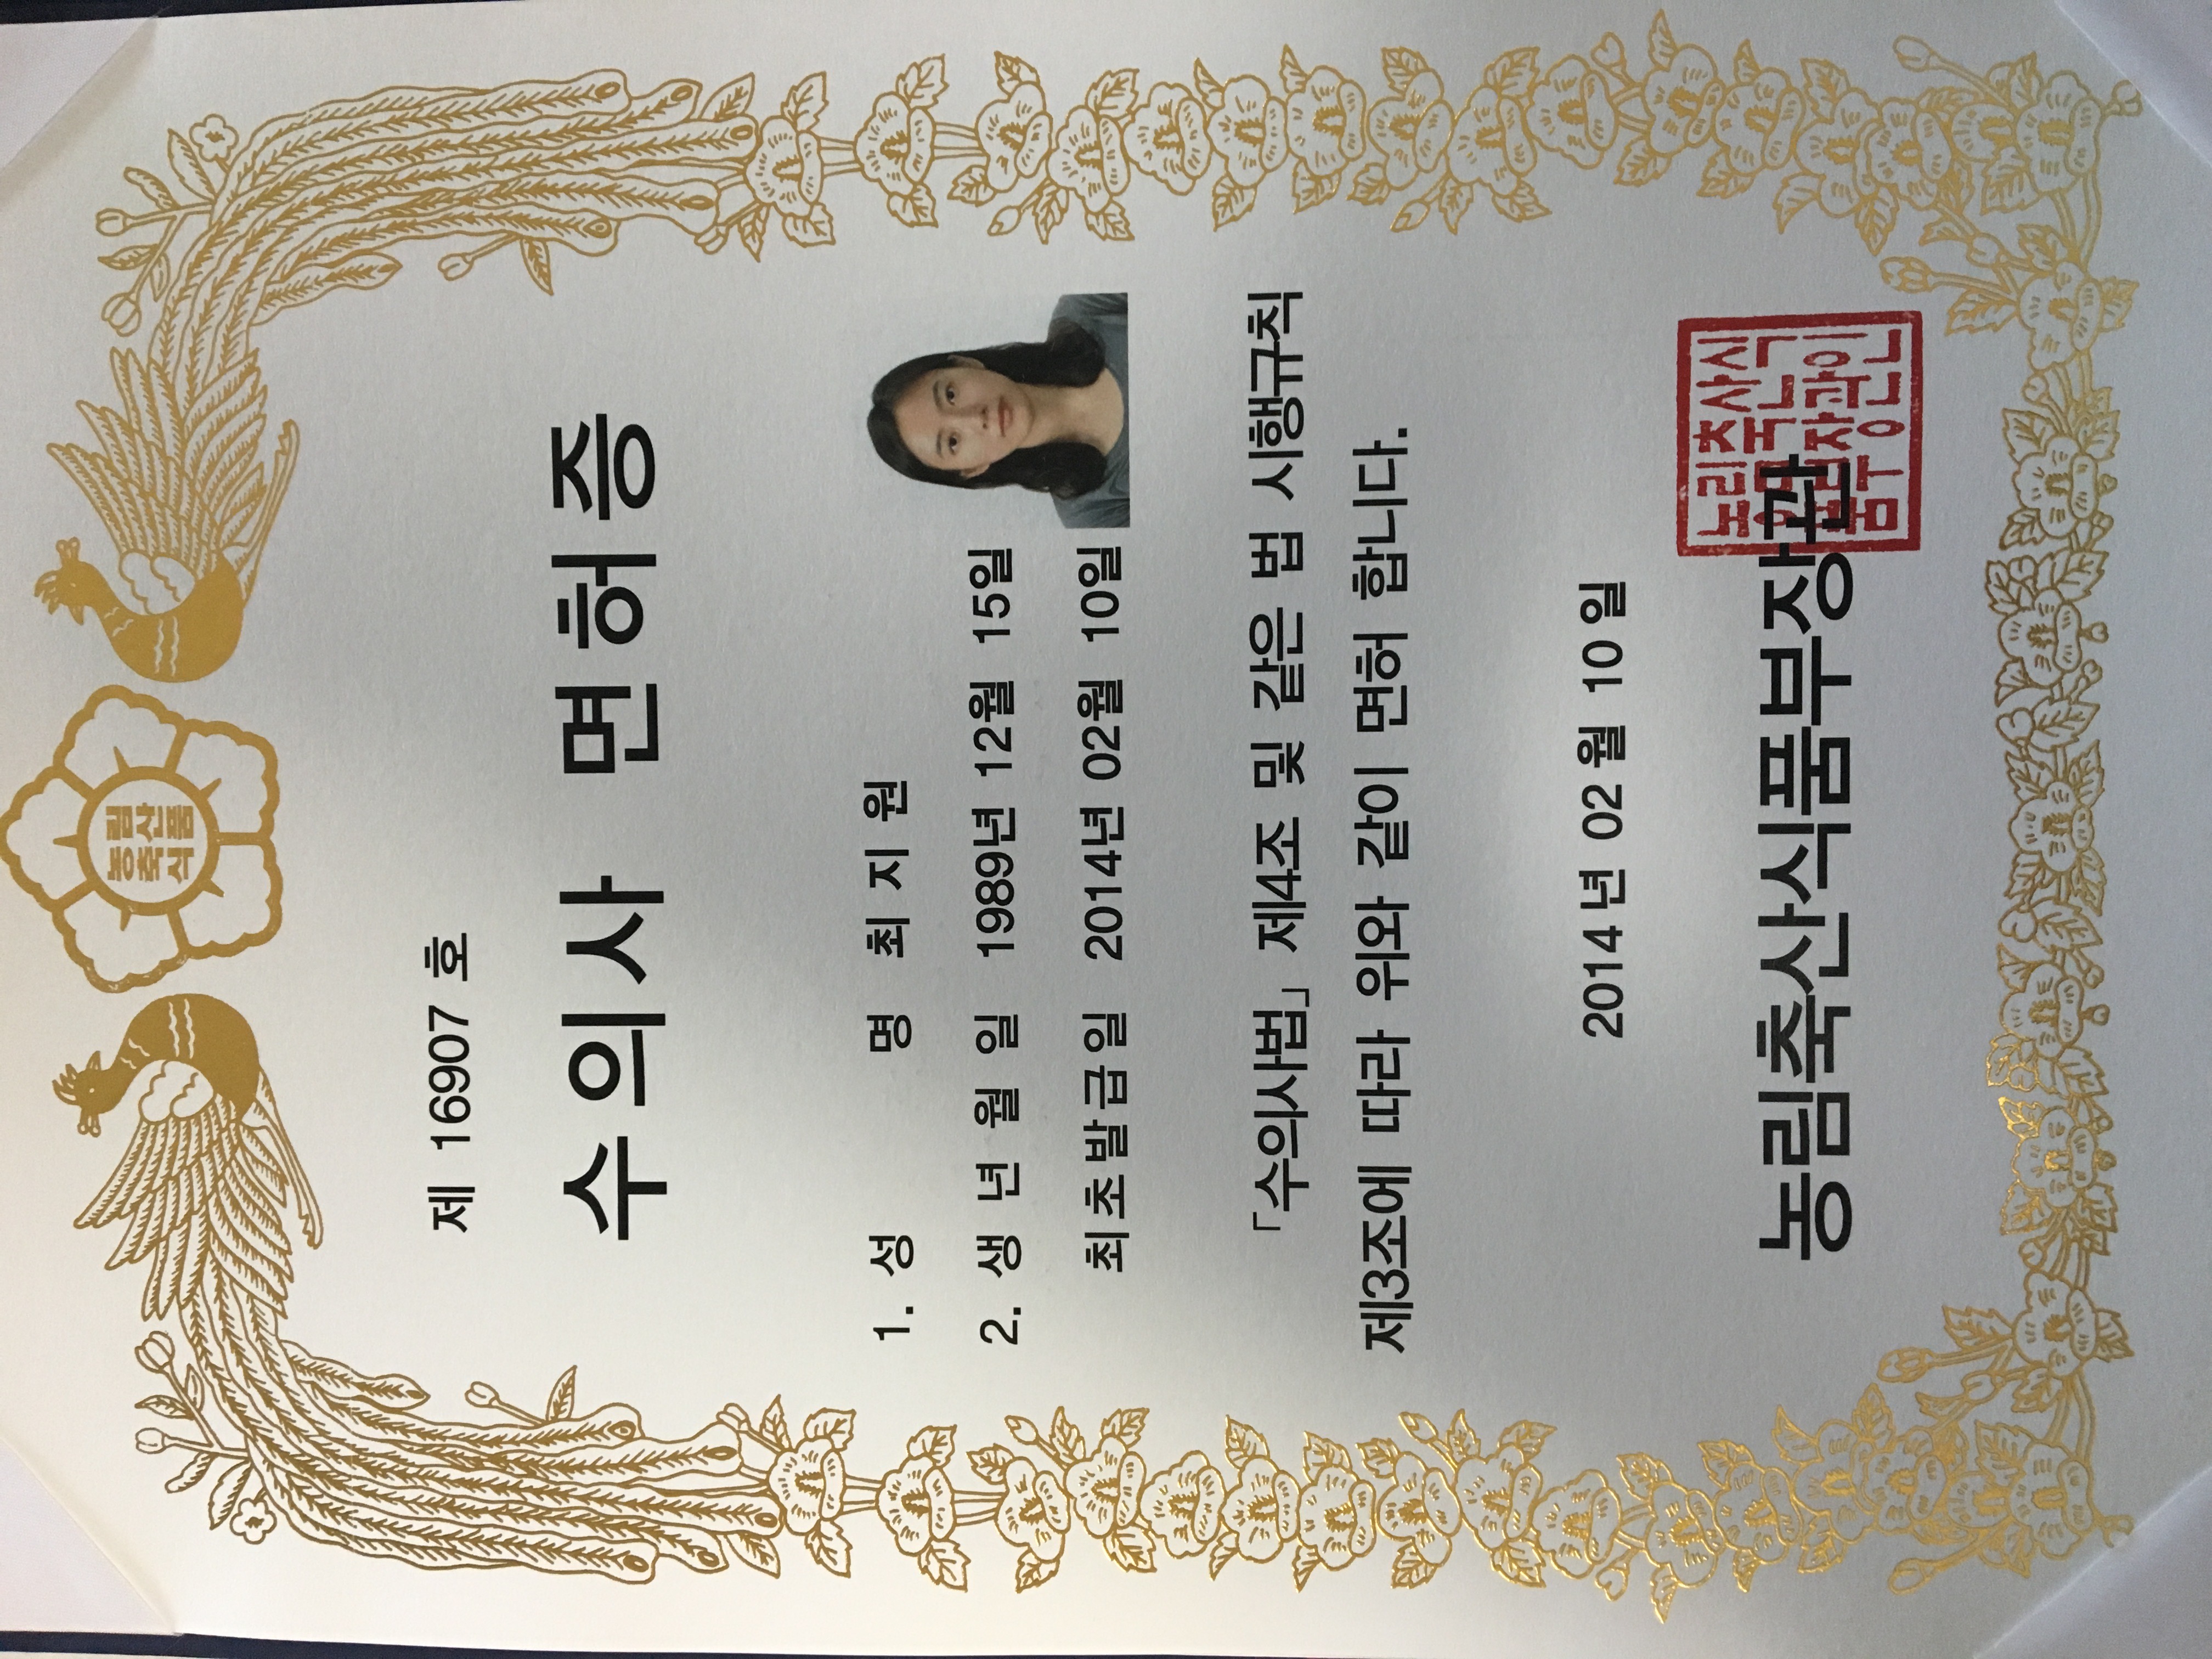 농림
축산
식품
제 16907 호
수의사 면허증
1. 성 명 최 지 원
2. 생 년 월 일 1989년 12월 15일
최초발급일 2014년 02월 10일
「수의사법」 제4조 및 같은 법 시행규칙
제3조에 따라 위와 같이 면허 합니다.
2014 년 02 월 10 일
농림축산식품부장관
농림축산식
품부장관인